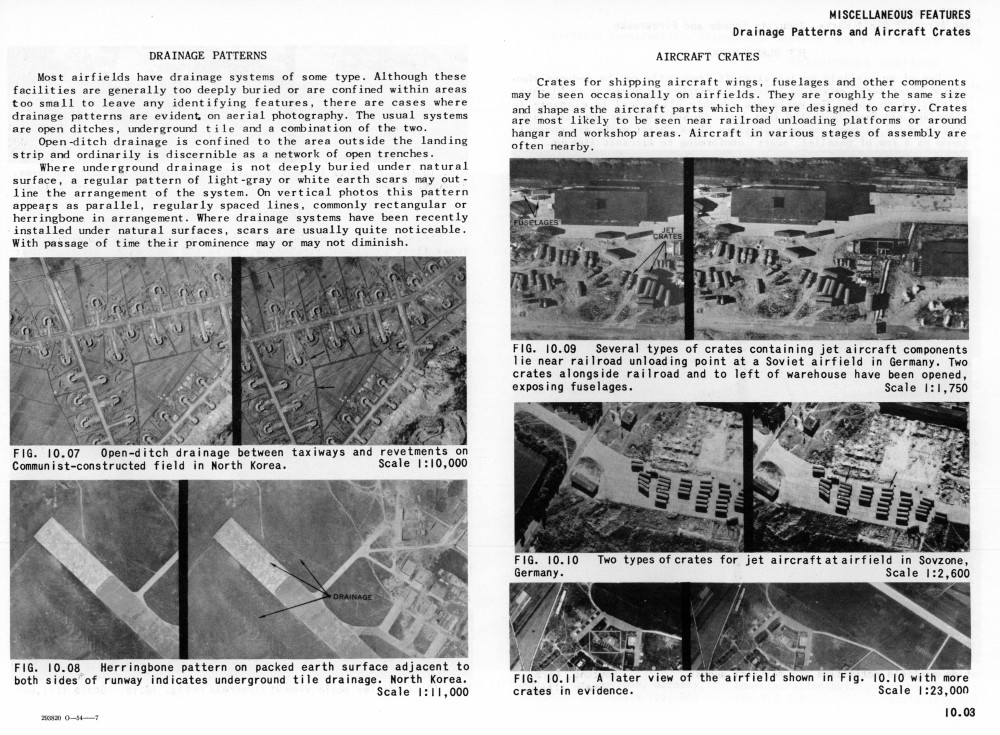 MISCELLANEOUS FEATURES
Drainage Patterns and Aircraft Crates
DRAINAGE PATTERNS
Most airfields have drainage systems of some type. Although these
facilities are generally too deeply buried or are confined within areas
too small to leave any identifying features, there are cases where
drainage patterns are evident on aerial photography. The usual systems
are open ditches, underground tile and a combination of the two.
Open-ditch drainage is confined to the area outside the landing
strip and ordinarily is discernible as a network of open trenches.
Where underground drainage is not deeply buried under natural
surface, a regular pattern of light-gray or white earth scars may out-
line the arrangement of the system. On vertical photos this pattern
appears as parallel, regularly spaced lines, commonly rectangular or
herringbone in arrangement. Where drainage systems have been recently
installed under natural surfaces, scars are usually quite noticeable.
With passage of time their prominence may or may not diminish.
FIG. 10.07 Open-ditch drainage between taxiways and revetments on
Communist-constructed field in North Korea. Scale 1:10,000
DRAINAGE
FIG. 10.08 Herringbone pattern on packed earth surface adjacent to
both sides of runway indicates underground tile drainage. North Korea.
Scale 1:11,000
293820 O—54——7
AIRCRAFT CRATES
Crates for shipping aircraft wings, fuselages and other components
may be seen occasionally on airfields. They are roughly the same size
and shape as the aircraft parts which they are designed to carry. Crates
are most likely to be seen near railroad unloading platforms or around
hangar and workshop areas. Aircraft in various stages of assembly are
often nearby.
FUSELAGES
JET
CRATES
FIG. 10.09 Several types of crates containing jet aircraft components
lie near railroad unloading point at a Soviet airfield in Germany. Two
crates alongside railroad and to left of warehouse have been opened,
exposing fuselages. Scale 1:1,750
FIG. 10.10 Two types of crates for jet aircraft at airfield in Sovzone,
Germany. Scale 1:2,600
FIG. 10.11 A later view of the airfield shown in Fig. 10.10 with more
crates in evidence. Scale 1:23,000
10.03